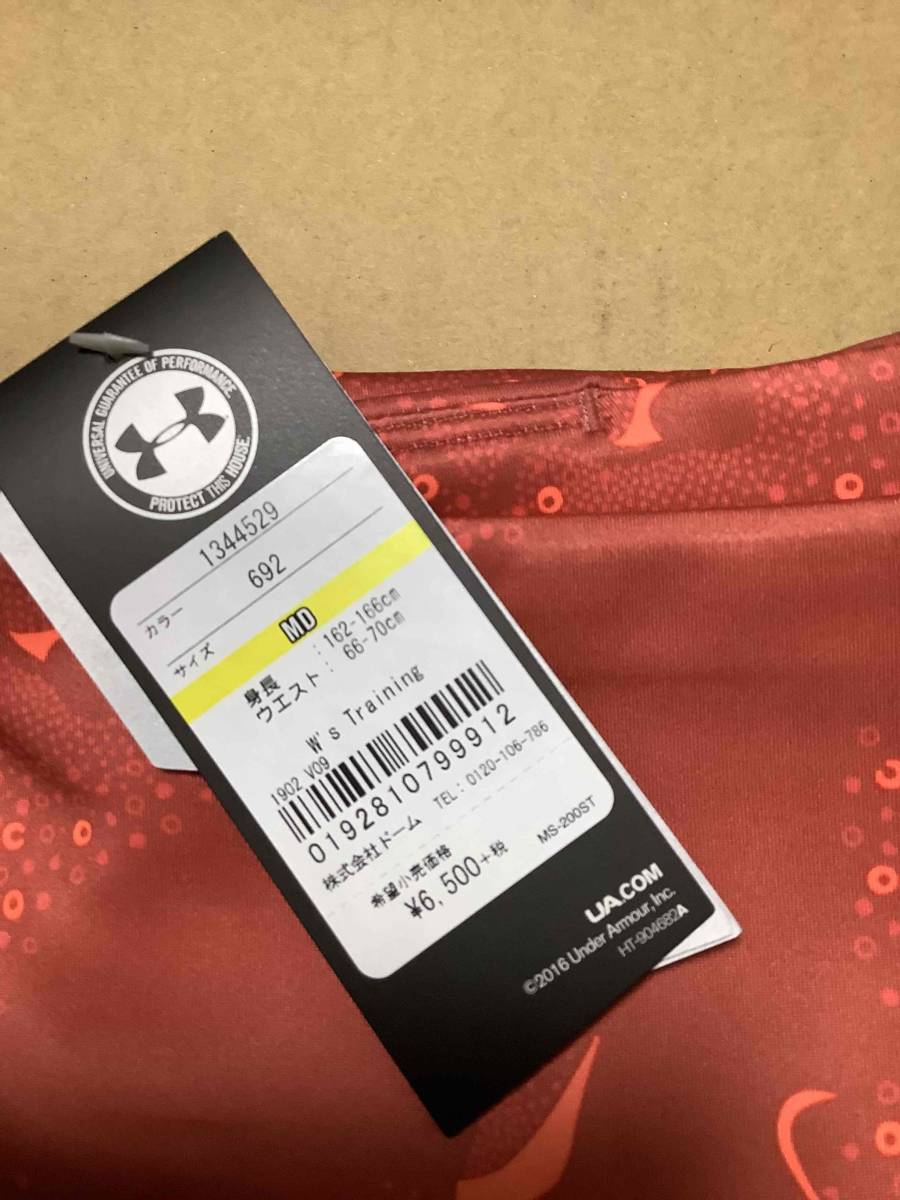 UNIVERSAL GUARANTEE OF PERFORMANCE
PROTECT THIS HOUSE
1344529
カラー 692
サイズ MD
身長 :162-166cm
ウエスト: 66-70cm
W's Training
1902 V09
0192810799912
株式会社ドーム TEL:0120-106-786
希望小売価格
¥6,500+税 MS-200ST
UA.COM
©2016 Under Armour, Inc.
HT-904682A